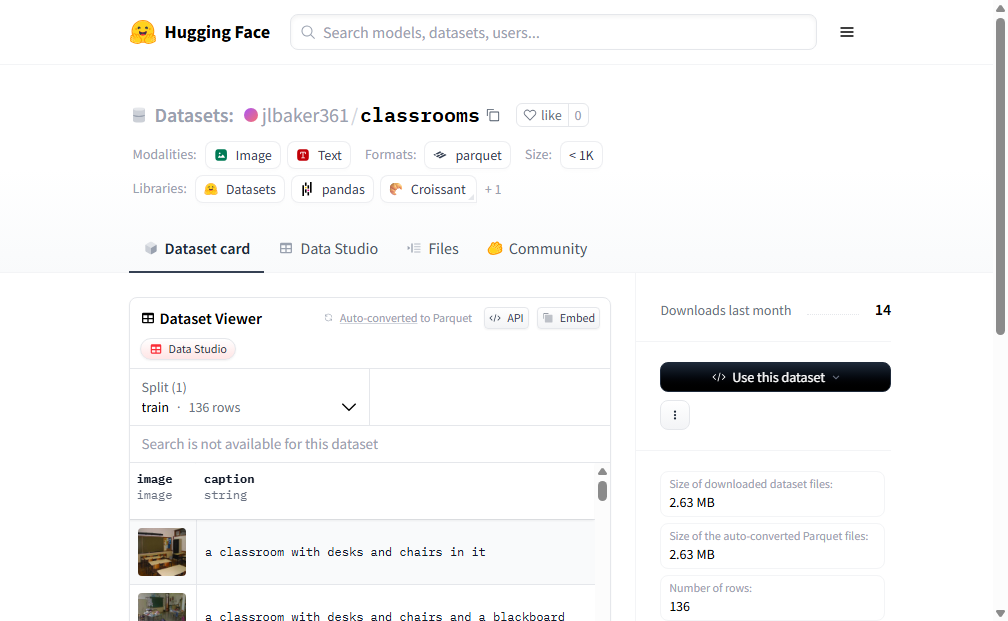 Hugging Face
Search models, datasets, users...
Datasets: jlbaker361/classrooms
like 0
Modalities: Image Text Formats: parquet Size: < 1K
Libraries: Datasets pandas Croissant + 1
Dataset card Data Studio Files Community
Dataset Viewer
Auto-converted to Parquet
API
Embed
Data Studio
Split (1)
train · 136 rows
Search is not available for this dataset
image caption
image string
a classroom with desks and chairs in it
a classroom with desks and chairs and a blackboard
Downloads last month 14
Use this dataset
Size of downloaded dataset files:
2.63 MB
Size of the auto-converted Parquet files:
2.63 MB
Number of rows:
136